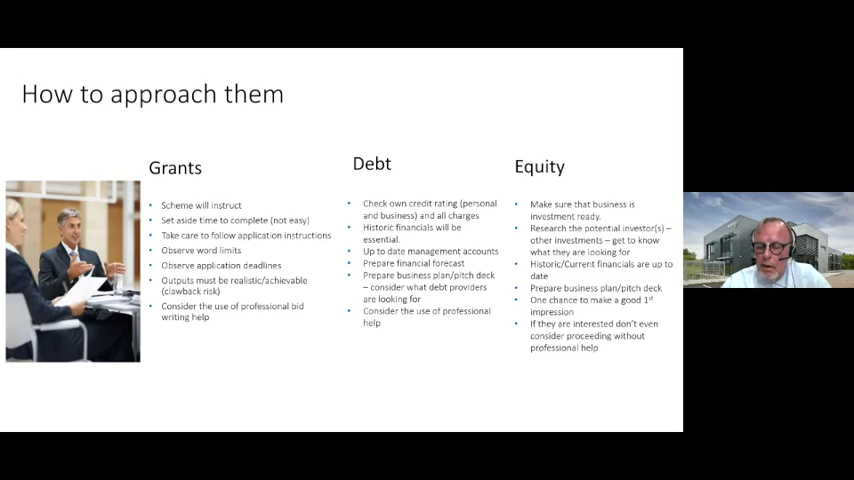 How to approach them
Grants
Scheme will instruct
Set aside time to complete (not easy)
Take care to follow application instructions
Observe word limits
Observe application deadlines
Outputs must be realistic/achievable
(clawback risk)
Consider the use of professional bid
writing help
Debt
Check own credit rating (personal
and business) and all charges
Historic financials will be
essential.
Up to date management accounts
Prepare financial forecast
Prepare business plan/pitch deck
– consider what debt providers
are looking for
Consider the use of professional
help
Equity
Make sure that business is
investment ready.
Research the potential investor(s) –
other investments – get to know
what they are looking for
Historic/Current financials are up to
date
Prepare business plan/pitch deck
One chance to make a good 1st
impression
If they are interested don't even
consider proceeding without
professional help